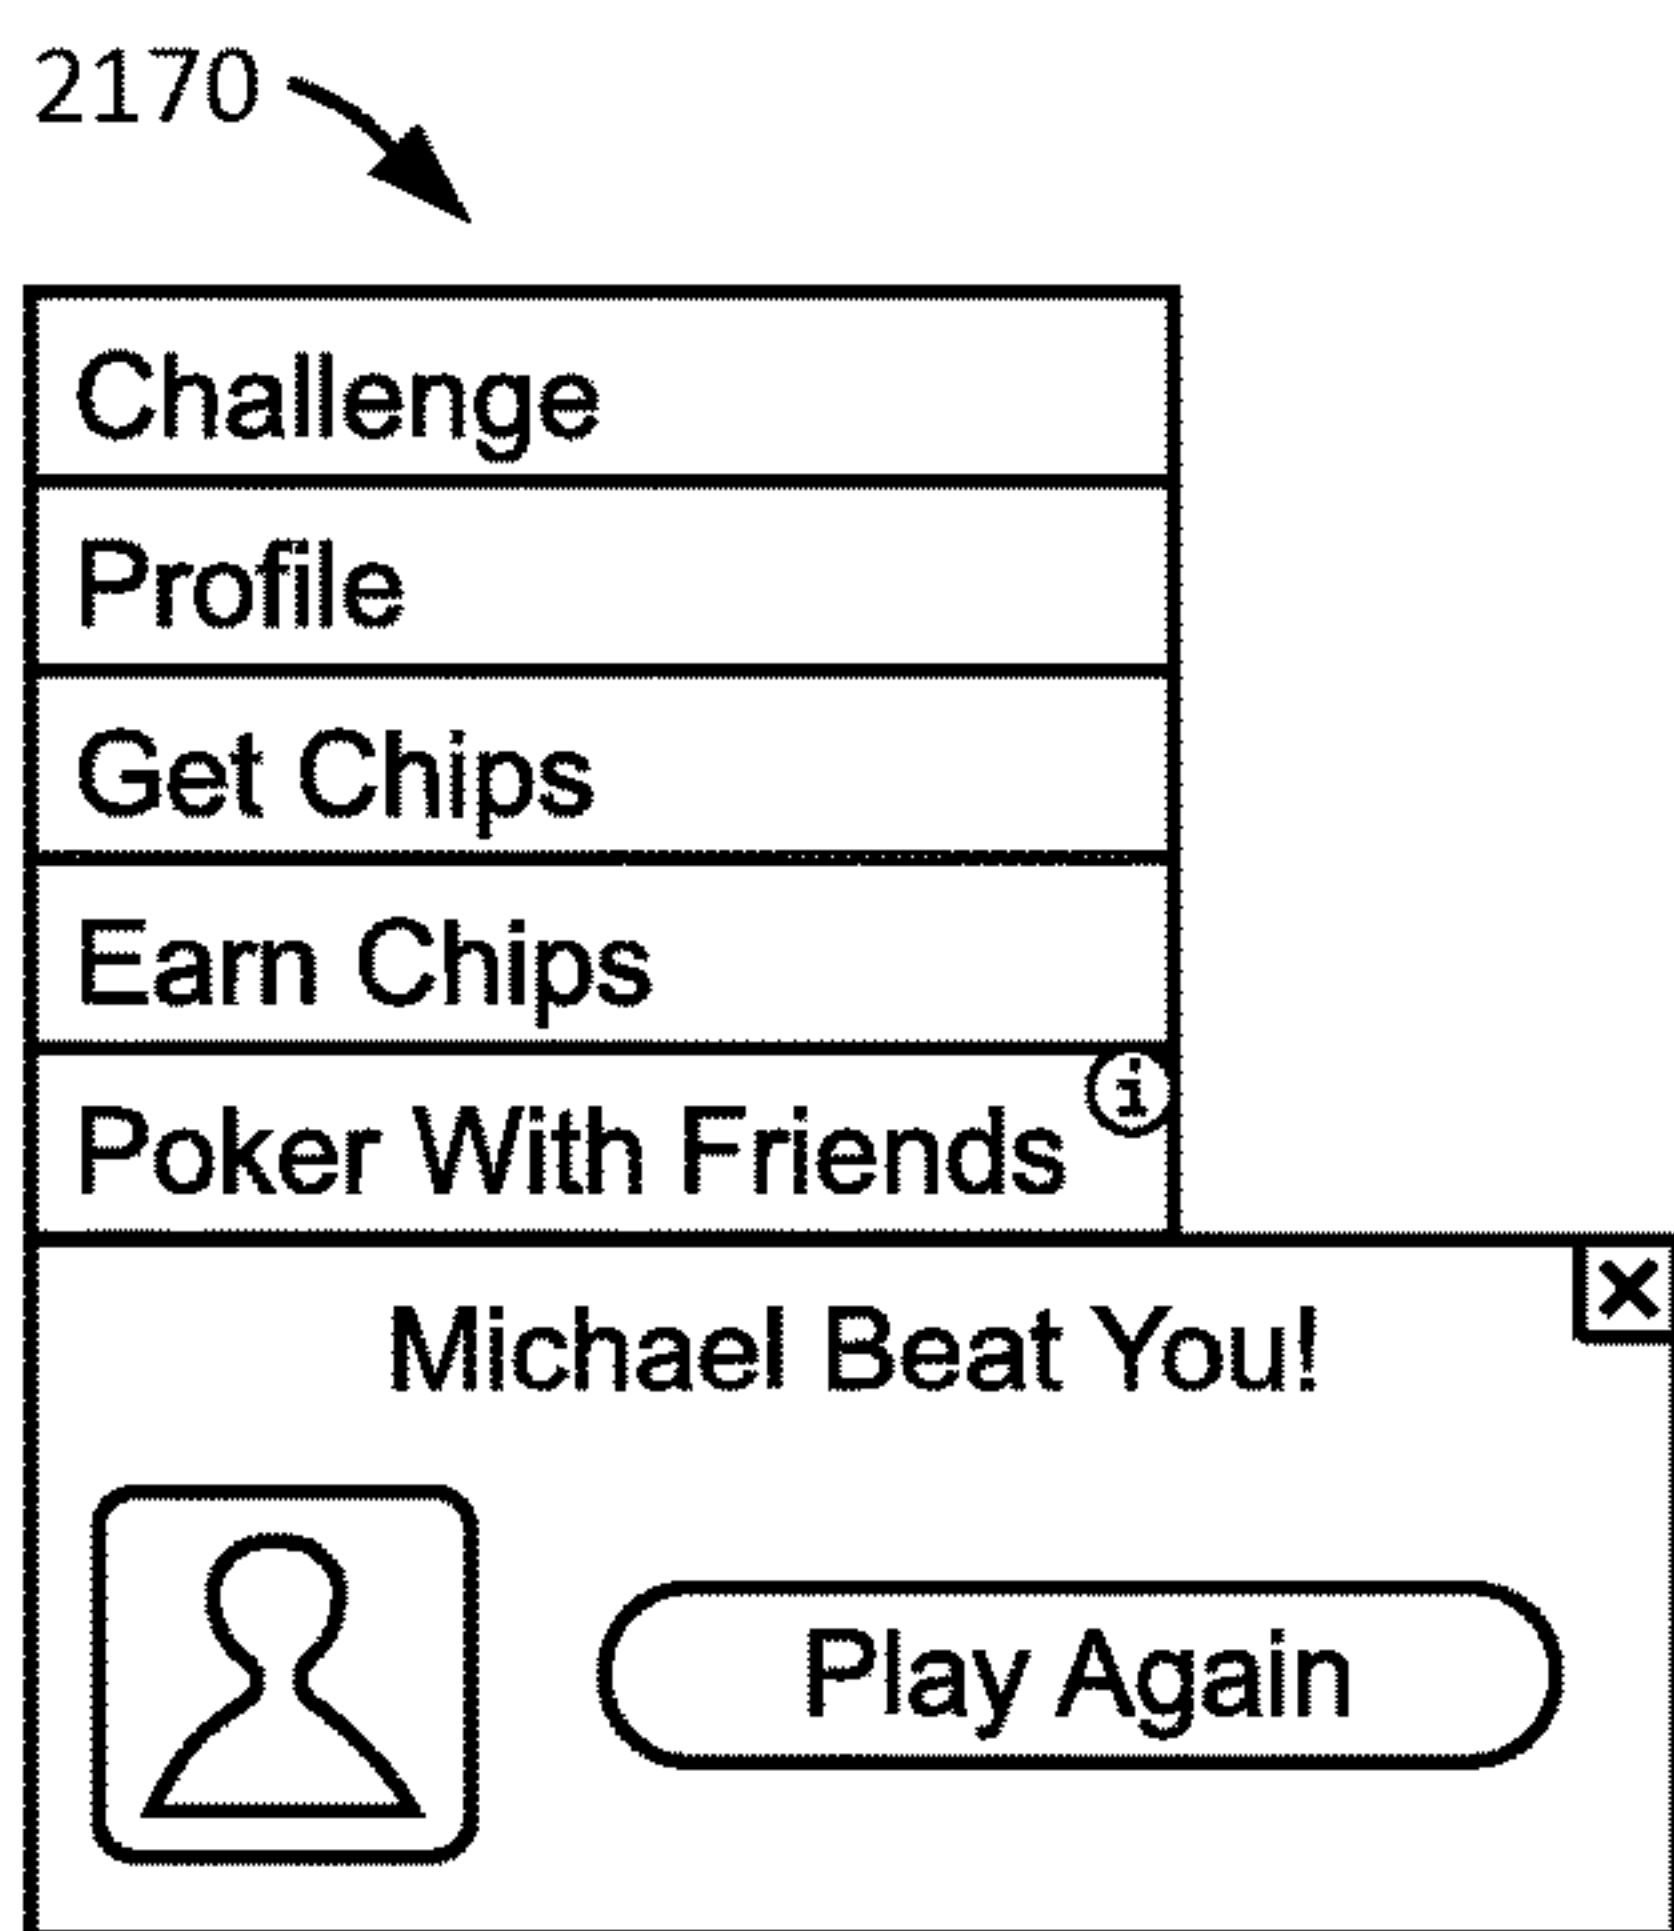 2170
Challenge
Profile
Get Chips
Earn Chips
Poker With Friends i
Michael Beat You!
Play Again